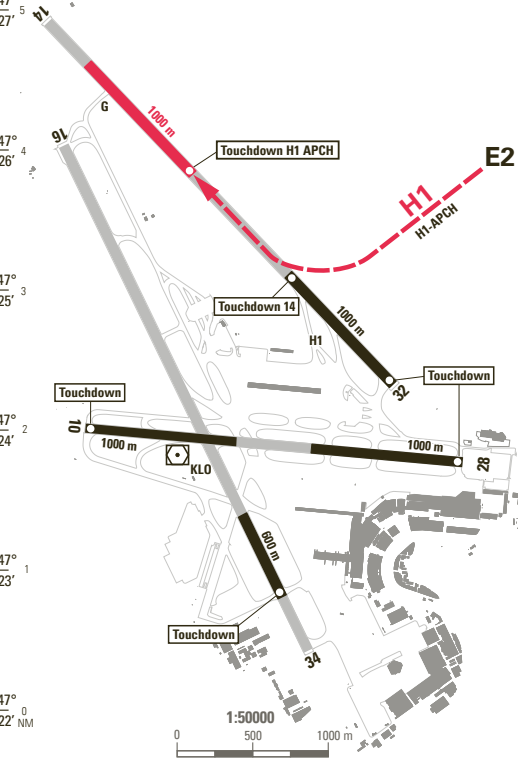 47°
27′ 5
14
G
1000 m
Touchdown H1 APCH
16
47°
26′ 4
E2
H1
H1-APCH
47°
25′ 3
Touchdown 14
1000 m
H1
32
Touchdown
Touchdown
47°
24′ 2
10
1000 m
1000 m
28
KLO
600 m
47°
23′ 1
Touchdown
34
47°
22′ 0
NM
1:50000
0 500 1000 m